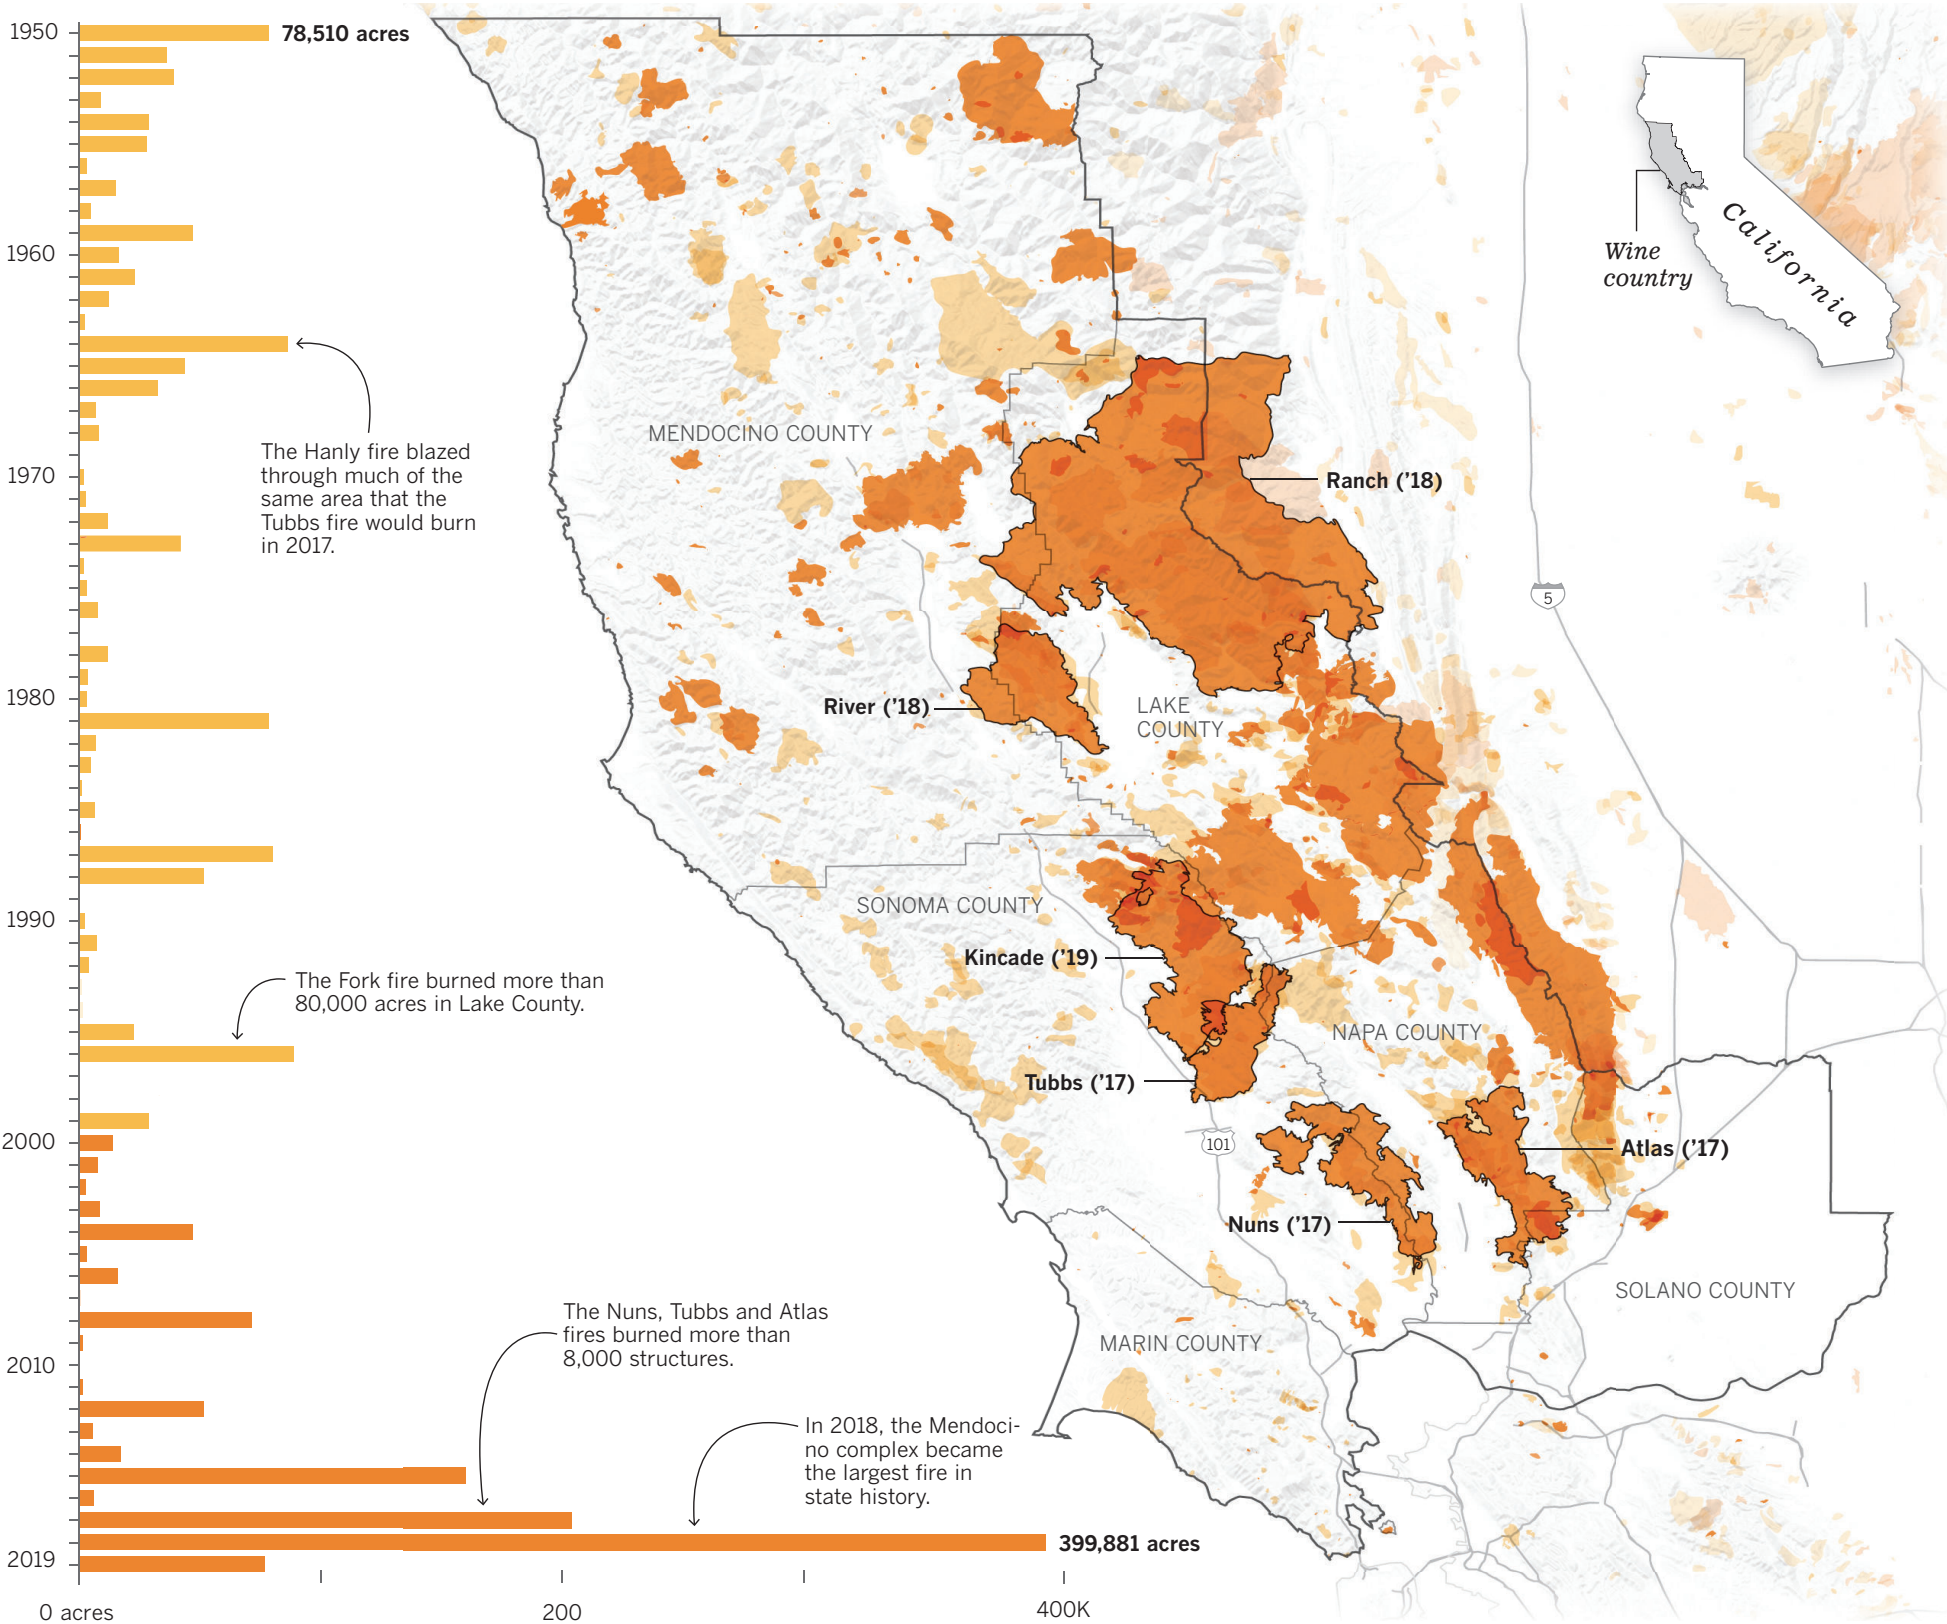 1950
78,510 acres
1960
The Hanly fire blazed
through much of the
same area that the
Tubbs fire would burn
in 2017.
1970
1980
1990
The Fork fire burned more than
80,000 acres in Lake County.
2000
The Nuns, Tubbs and Atlas
fires burned more than
8,000 structures.
2010
In 2018, the Mendoci-
no complex became
the largest fire in
state history.
399,881 acres
2019
0 acres
200
400K
MENDOCINO COUNTY
Ranch (’18)
River (’18)
LAKE
COUNTY
SONOMA COUNTY
Kincade (’19)
NAPA COUNTY
Tubbs (’17)
101
Atlas (’17)
Nuns (’17)
SOLANO COUNTY
MARIN COUNTY
5
Wine
country
California